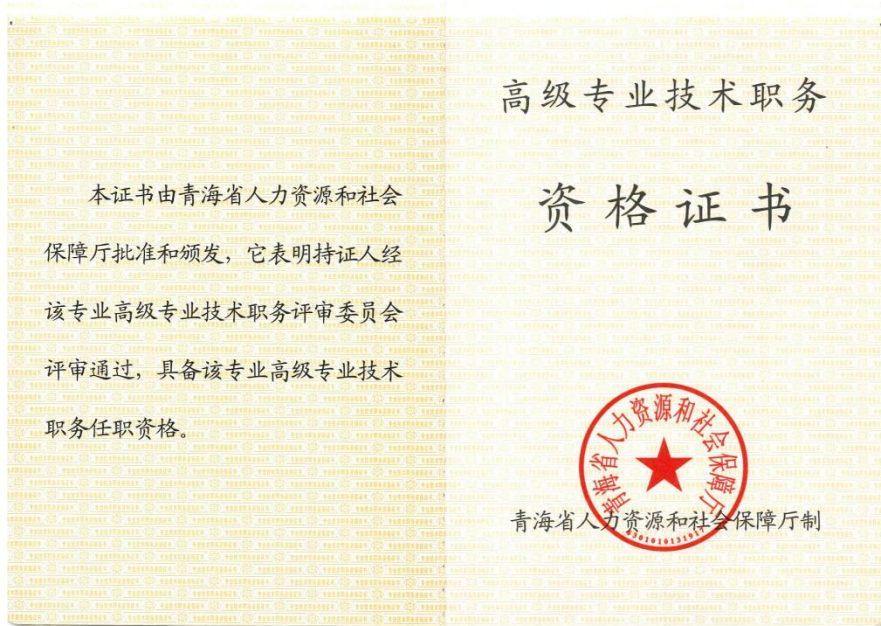 本证书由青海省人力资源和社会
保障厅批准和颁发，它表明持证人经
该专业高级专业技术职务评审委员会
评审通过，具备该专业高级专业技术
职务任职资格。
高级专业技术职务
资格证书
青海省人力资源和社会保障厅
青海省人力资源和社会保障厅制